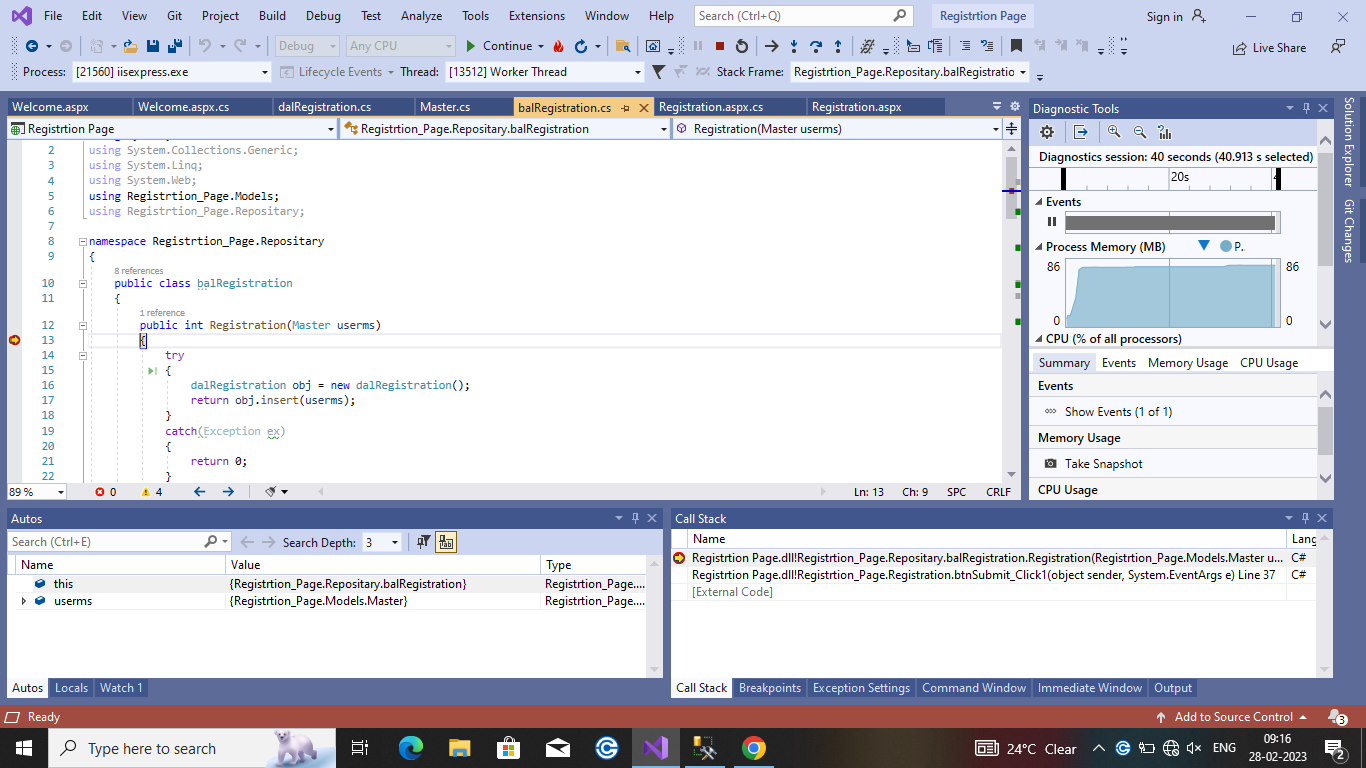 File Edit View Git Project Build Debug Test Analyze Tools Extensions Window Help Search (Ctrl+Q) Registrtion Page Sign in
Debug Any CPU Continue Live Share
Process: [21560] iisexpress.exe Lifecycle Events Thread: [13512] Worker Thread Stack Frame: Registrtion_Page.Repositary.balRegistratio
Welcome.aspx Welcome.aspx.cs dalRegistration.cs Master.cs balRegistration.cs Registration.aspx.cs Registration.aspx
Registrtion Page Registrtion_Page.Repositary.balRegistration Registration(Master userms)
2 using System.Collections.Generic;
3 using System.Linq;
4 using System.Web;
5 using Registrtion_Page.Models;
6 using Registrtion_Page.Repositary;
7
8 namespace Registrtion_Page.Repositary
9 {
8 references
10 public class balRegistration
11 {
1 reference
12 public int Registration(Master userms)
13 {
14 try
15 {
16 dalRegistration obj = new dalRegistration();
17 return obj.insert(userms);
18 }
19 catch(Exception ex)
20 {
21 return 0;
22 }
89 % 0 4 Ln: 13 Ch: 9 SPC CRLF
Diagnostic Tools
Diagnostics session: 40 seconds (40.913 s selected)
20s 4
Events
Process Memory (MB) P..
86 86
0 0
CPU (% of all processors)
Summary Events Memory Usage CPU Usage
Events
Show Events (1 of 1)
Memory Usage
Take Snapshot
CPU Usage
Solution Explorer
Git Changes
Autos
Search (Ctrl+E) Search Depth: 3
Name Value Type
this {Registrtion_Page.Repositary.balRegistration} Registrtion_Page....
userms {Registrtion_Page.Models.Master} Registrtion_Page....
Autos Locals Watch 1
Call Stack
Name Lang
Registrtion Page.dll!Registrtion_Page.Repositary.balRegistration.Registration(Registrtion_Page.Models.Master u... C#
Registrtion Page.dll!Registrtion_Page.Registration.btnSubmit_Click1(object sender, System.EventArgs e) Line 37 C#
[External Code]
Call Stack Breakpoints Exception Settings Command Window Immediate Window Output
Ready Add to Source Control 3
Type here to search 24°C Clear ENG 09:16
28-02-2023 2